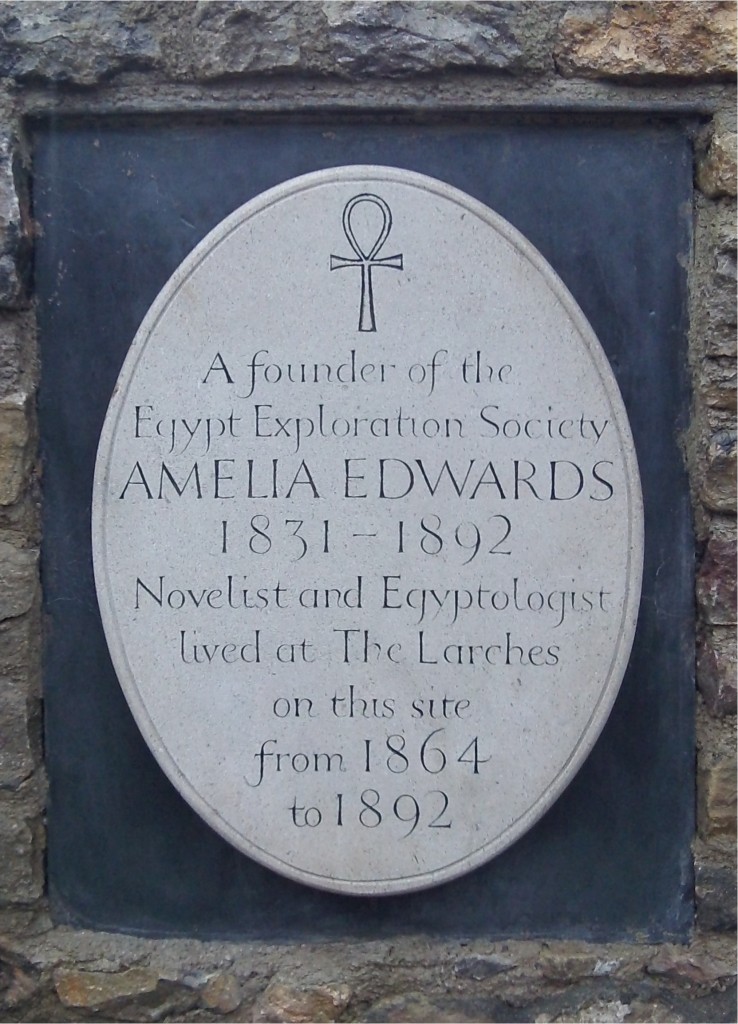 A founder of the
Egypt Exploration Society
AMELIA EDWARDS
1831 – 1892
Novelist and Egyptologist
lived at The Larches
on this site
from 1864
to 1892